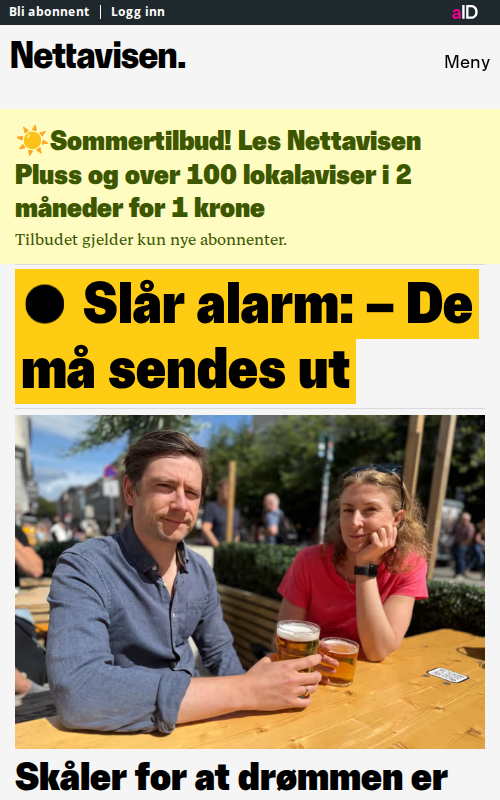 Bli abonnent | Logg inn
aID
Nettavisen.
Meny
☀️Sommertilbud! Les Nettavisen
Pluss og over 100 lokalaviser i 2
måneder for 1 krone
Tilbudet gjelder kun nye abonnenter.
● Slår alarm: – De
må sendes ut
Skåler for at drømmen er